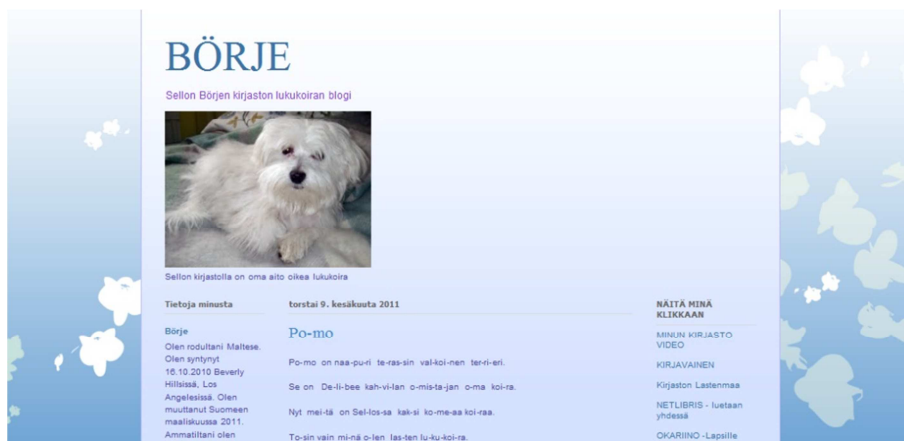 BÖRJE
Sellon Börjen kirjaston lukukoiran blogi
Sellon kirjastolla on oma aito oikea lukukoira
Tietoja minusta
Börje
Olen rodultani Maltese.
Olen syntynyt
16.10.2010 Beverly
Hillsissä, Los
Angelesissä. Olen
muuttanut Suomeen
maaliskuussa 2011.
Ammatiltani olen
torstai 9. kesäkuuta 2011
Po-mo
Po-mo on naa-pu-ri te-ras-sin val-koi-nen ter-ri-eri.
Se on De-li-bee kah-vi-lan o-mis-ta-jan o-ma koi-ra.
Nyt mei-tä on Sel-los-sa kak-si ko-me-aa koi-raa.
To-sin vain mi-nä o-len las-ten lu-ku-koi-ra.
NÄITÄ MINÄ
KLIKKAAN
MINUN KIRJASTO
VIDEO
KIRJAVAINEN
Kirjaston Lastenmaa
NETLIBRIS - luetaan
yhdessä
OKARIINO -Lapsille